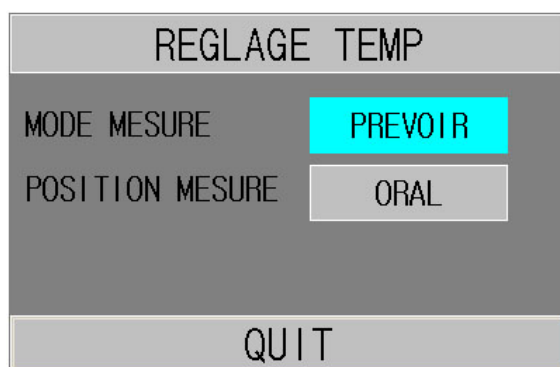 REGLAGE TEMP
MODE MESURE PREVOIR
POSITION MESURE ORAL
QUIT